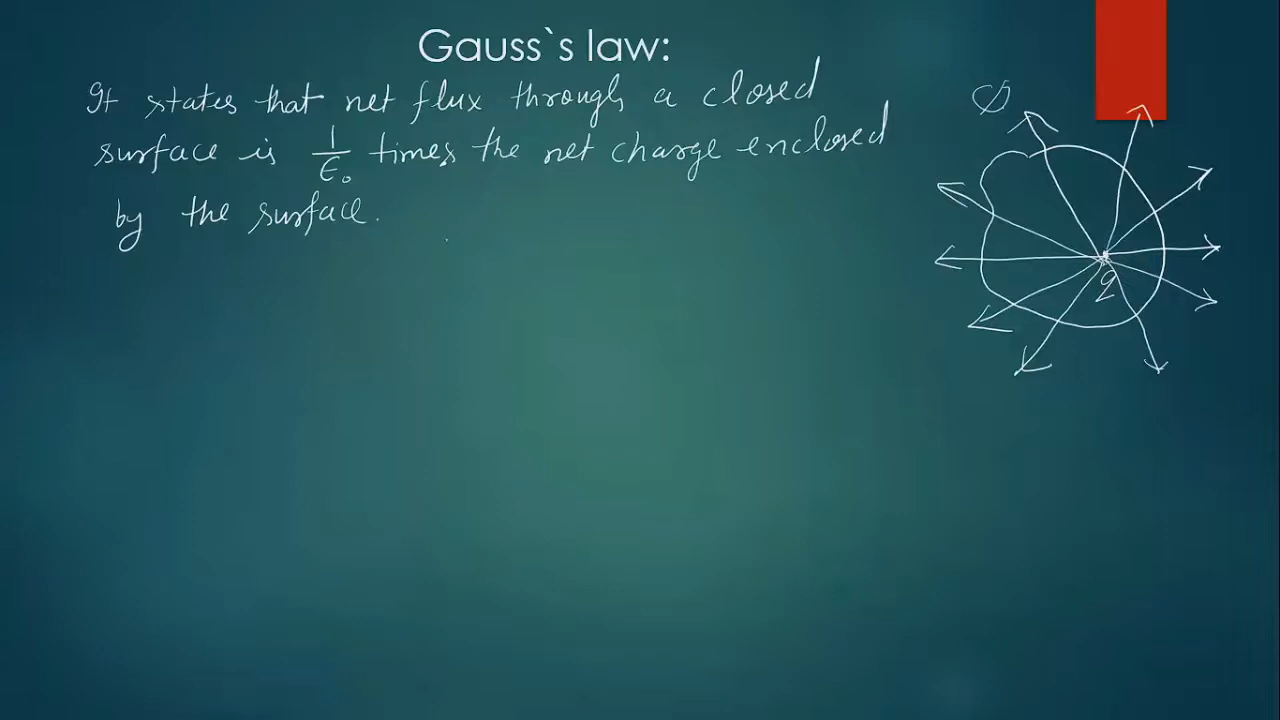 Gauss`s law:
It states that net flux through a closed
surface is 1/ε₀ times the net charge enclosed
by the surface.
∅
q